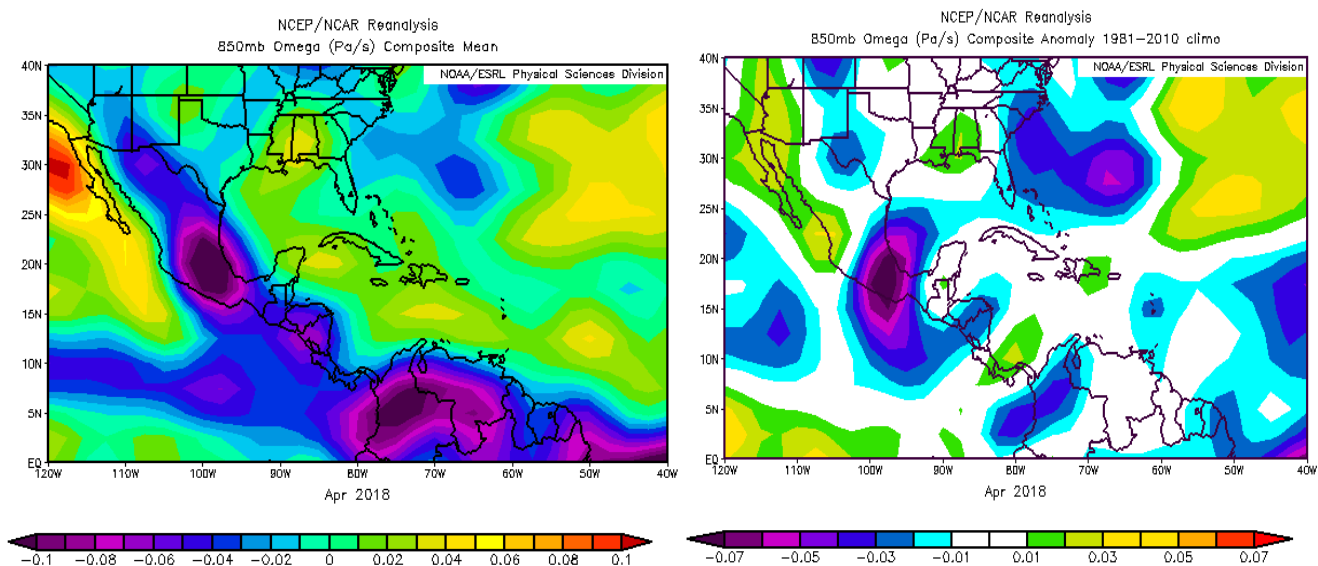 NCEP/NCAR Reanalysis
850mb Omega (Pa/s) Composite Mean
NOAA/ESRL Physical Sciences Division
40N
35N
30N
25N
20N
15N
10N
5N
EQ
120W 110W 100W 90W 80W 70W 60W 50W 40W
Apr 2018
-0.1 -0.08 -0.06 -0.04 -0.02 0 0.02 0.04 0.06 0.08 0.1
NCEP/NCAR Reanalysis
850mb Omega (Pa/s) Composite Anomaly 1981-2010 climo
NOAA/ESRL Physical Sciences Division
40N
35N
30N
25N
20N
15N
10N
5N
EQ
120W 110W 100W 90W 80W 70W 60W 50W 40W
Apr 2018
-0.07 -0.05 -0.03 -0.01 0.01 0.03 0.05 0.07